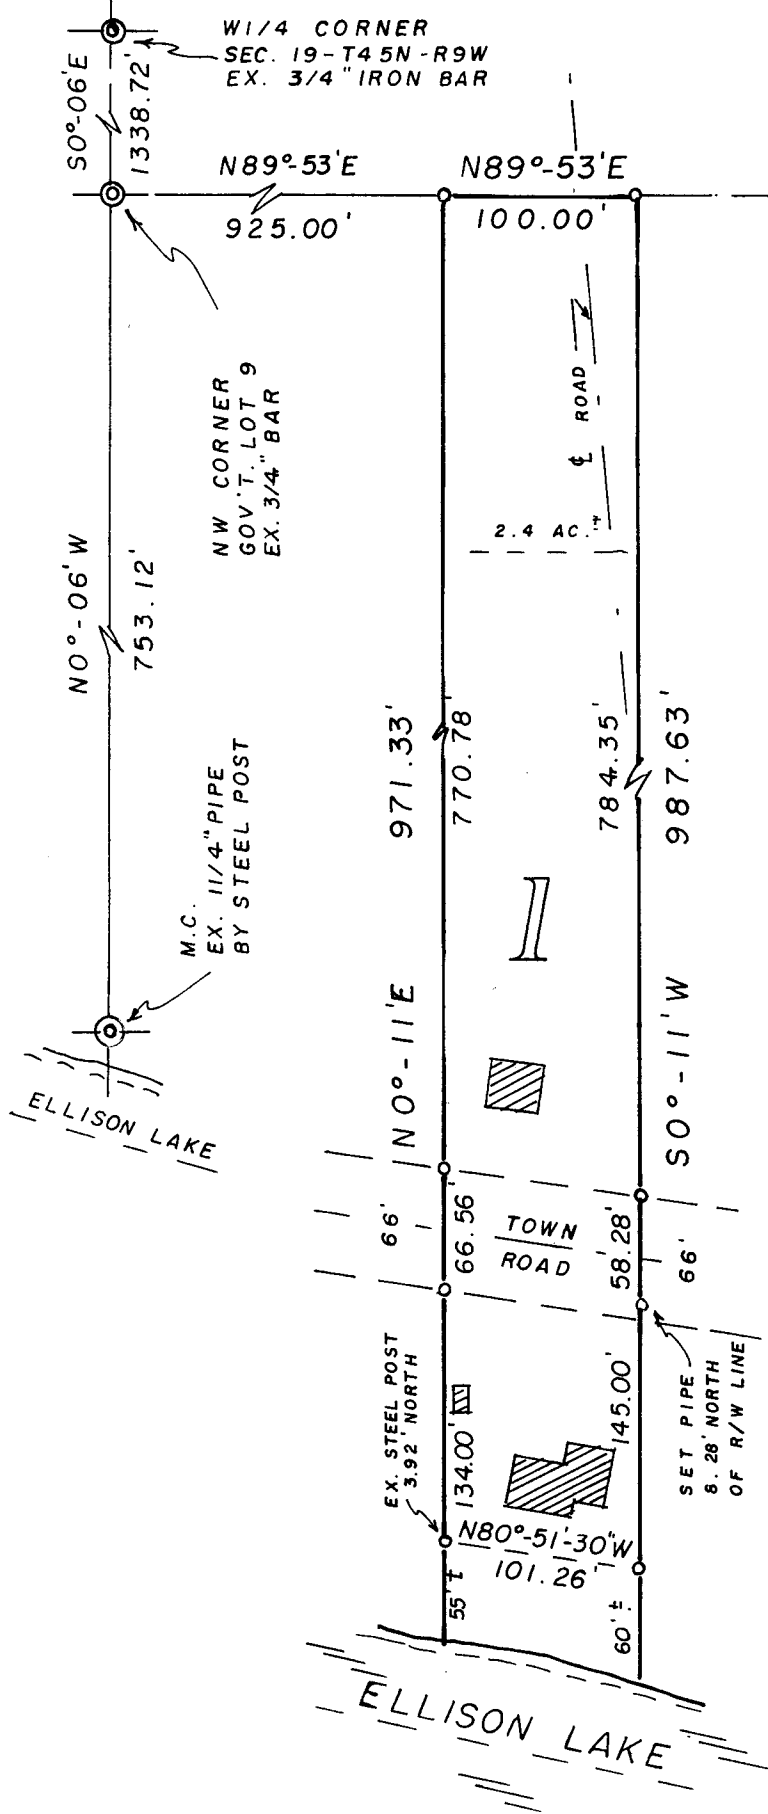 W1/4 CORNER
SEC. 19-T45N-R9W
EX. 3/4" IRON BAR
S0°-06'E
1338.72'
N89°-53'E
925.00'
N89°-53'E
100.00'
NW CORNER
GOV'T. LOT 9
EX. 3/4" BAR
℄ ROAD
2.4 AC.±
N0°-06'W
753.12'
971.33'
770.78'
784.35'
987.63'
M.C.
EX. 11/4" PIPE
BY STEEL POST
1
N0°-11'E
S0°-11'W
ELLISON LAKE
66'
66.56'
TOWN
ROAD
58.28'
66'
EX. STEEL POST
3.92' NORTH
134.00'
145.00'
SET PIPE
8.28' NORTH
OF R/W LINE
N80°-51'-30"W
101.26'
55'±
60'±
ELLISON LAKE